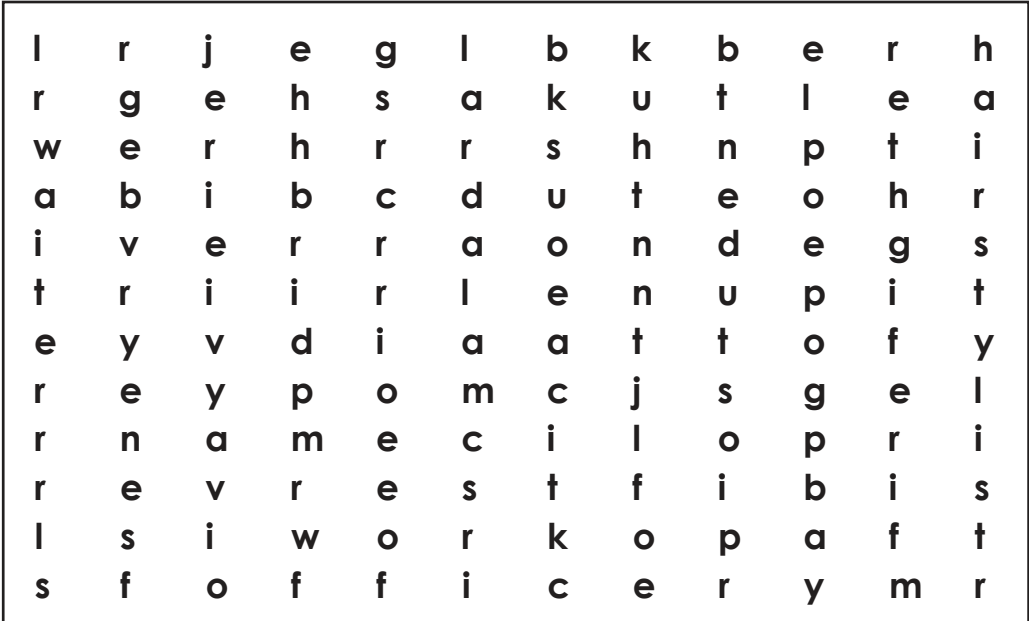 l r j e g l b k b e r h
r g e h s a k u t l e a
w e r h r r s h n p t i
a b i b c d u t e o h r
i v e r r a o n d e g s
t r i i r l e n u p i t
e y v d i a a t t o f y
r e y p o m c j s g e l
r n a m e c i l o p r i
r e v r e s t f i b i s
l s i w o r k o p a f t
s f o f f i c e r y m r